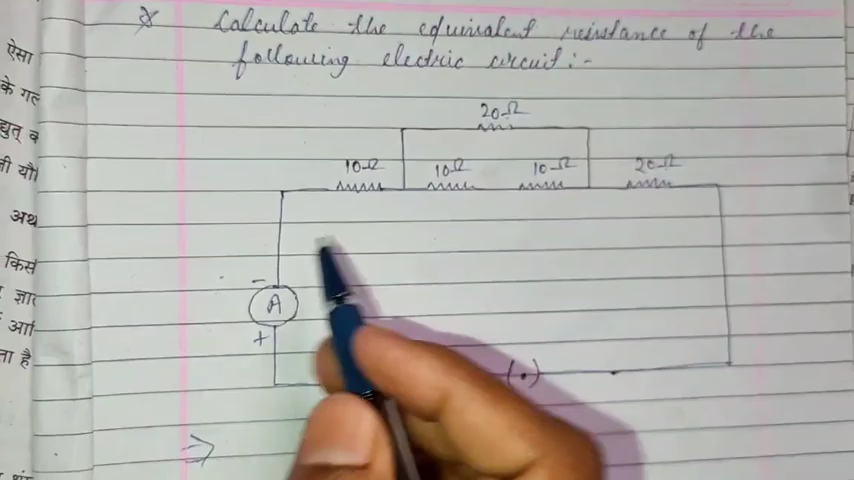 Calculate the equivalent resistance of the
following electric circuit :-
20Ω
10Ω 10Ω 10Ω 20Ω
-
A
+
(•)
⇒
ऐसा
के गल
द्युत् व
अथ
किसे
ता है